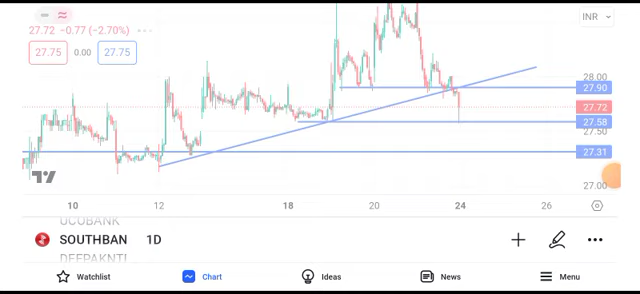 INR
27.72 −0.77 (−2.70%)
27.75 0.00 27.75
28.00
27.90
27.72
27.58
27.50
27.31
27.00
10 12 18 20 24 26
UCOBANK
SOUTHBAN 1D
DEEPAKNTI
Watchlist Chart Ideas News Menu